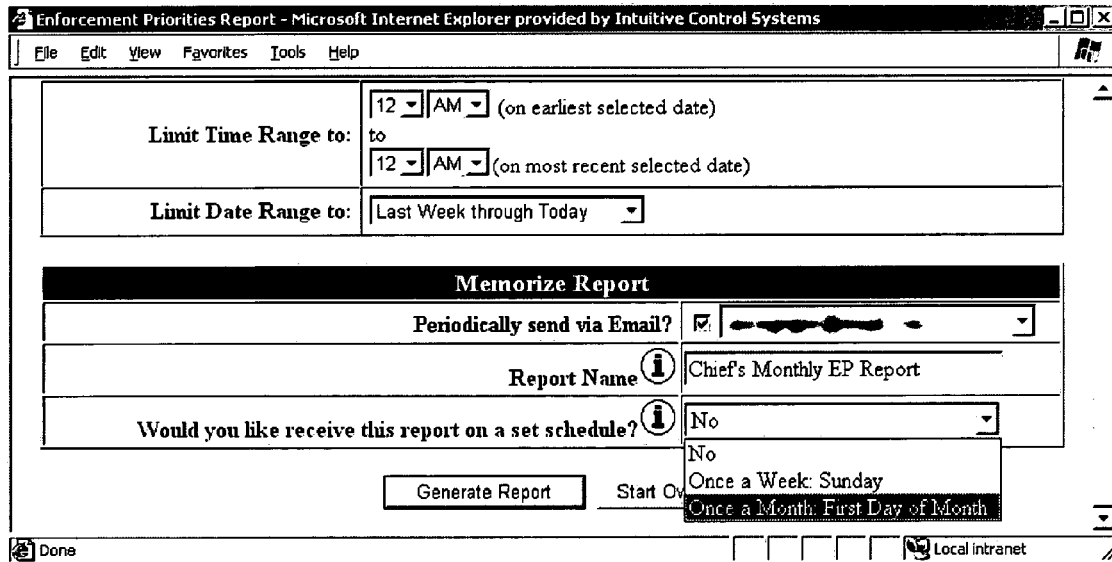 Enforcement Priorities Report - Microsoft Internet Explorer provided by Intuitive Control Systems
File Edit View Favorites Tools Help
12 AM (on earliest selected date)
Limit Time Range to: to
12 AM (on most recent selected date)
Limit Date Range to: Last Week through Today
Memorize Report
Periodically send via Email?
Report Name i Chief's Monthly EP Report
Would you like receive this report on a set schedule? i No
No
Once a Week: Sunday
Once a Month: First Day of Month
Generate Report Start Ov
Done Local intranet